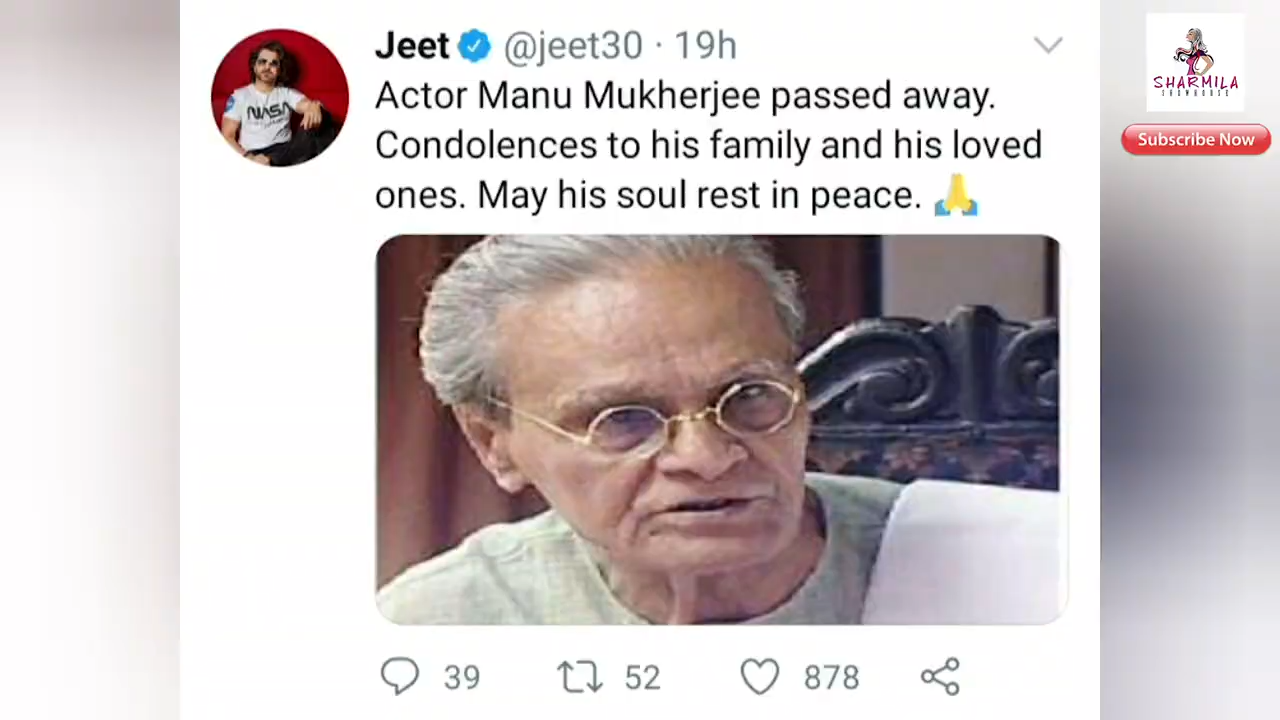 Jeet @jeet30 · 19h
Actor Manu Mukherjee passed away.
Condolences to his family and his loved
ones. May his soul rest in peace. 🙏
39 52 878
NASA
SHARMILA
SHOWHOUSE
Subscribe Now